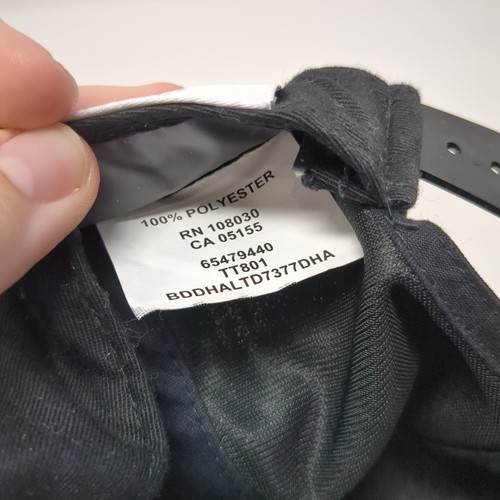 100% POLYESTER
RN 108030
CA 05155
65479440
TT801
BDDHALTD7377DHA